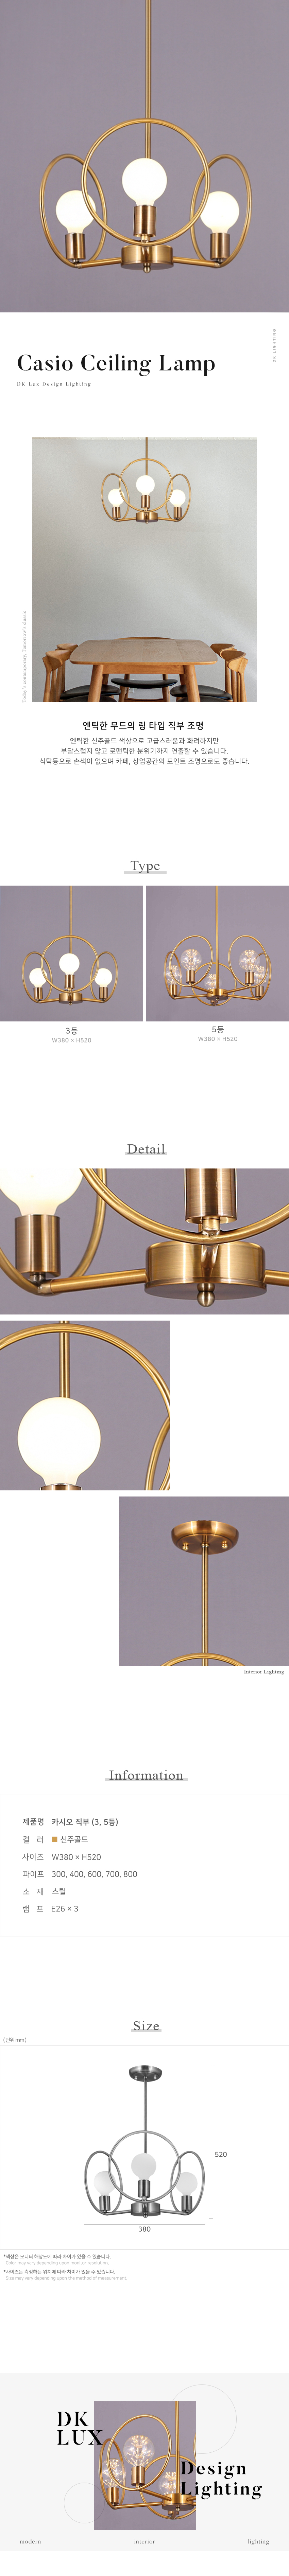 DK LIGHTING
Casio Ceiling Lamp
DK Lux Design Lighting
Today's contemporary, Tomorrow's classic.
엔틱한 무드의 링 타입 직부 조명
엔틱한 신주골드 색상으로 고급스러움과 화려하지만
부담스럽지 않고 로맨틱한 분위기까지 연출할 수 있습니다.
식탁등으로 손색이 없으며 카페, 상업공간의 포인트 조명으로도 좋습니다.
Type
3등
W380 × H520
5등
W380 × H520
Detail
Interior Lighting
Information
제품명 카시오 직부 (3, 5등)
컬 러 신주골드
사이즈 W380 × H520
파이프 300, 400, 600, 700, 800
소 재 스틸
램 프 E26 × 3
Size
(단위mm)
520
380
*색상은 모니터 해상도에 따라 차이가 있을 수 있습니다.
Color may vary depending upon monitor resolution.
*사이즈는 측정하는 위치에 따라 차이가 있을 수 있습니다.
Size may vary depending upon the method of measurement.
DK
LUX
Design
Lighting
modern interior lighting